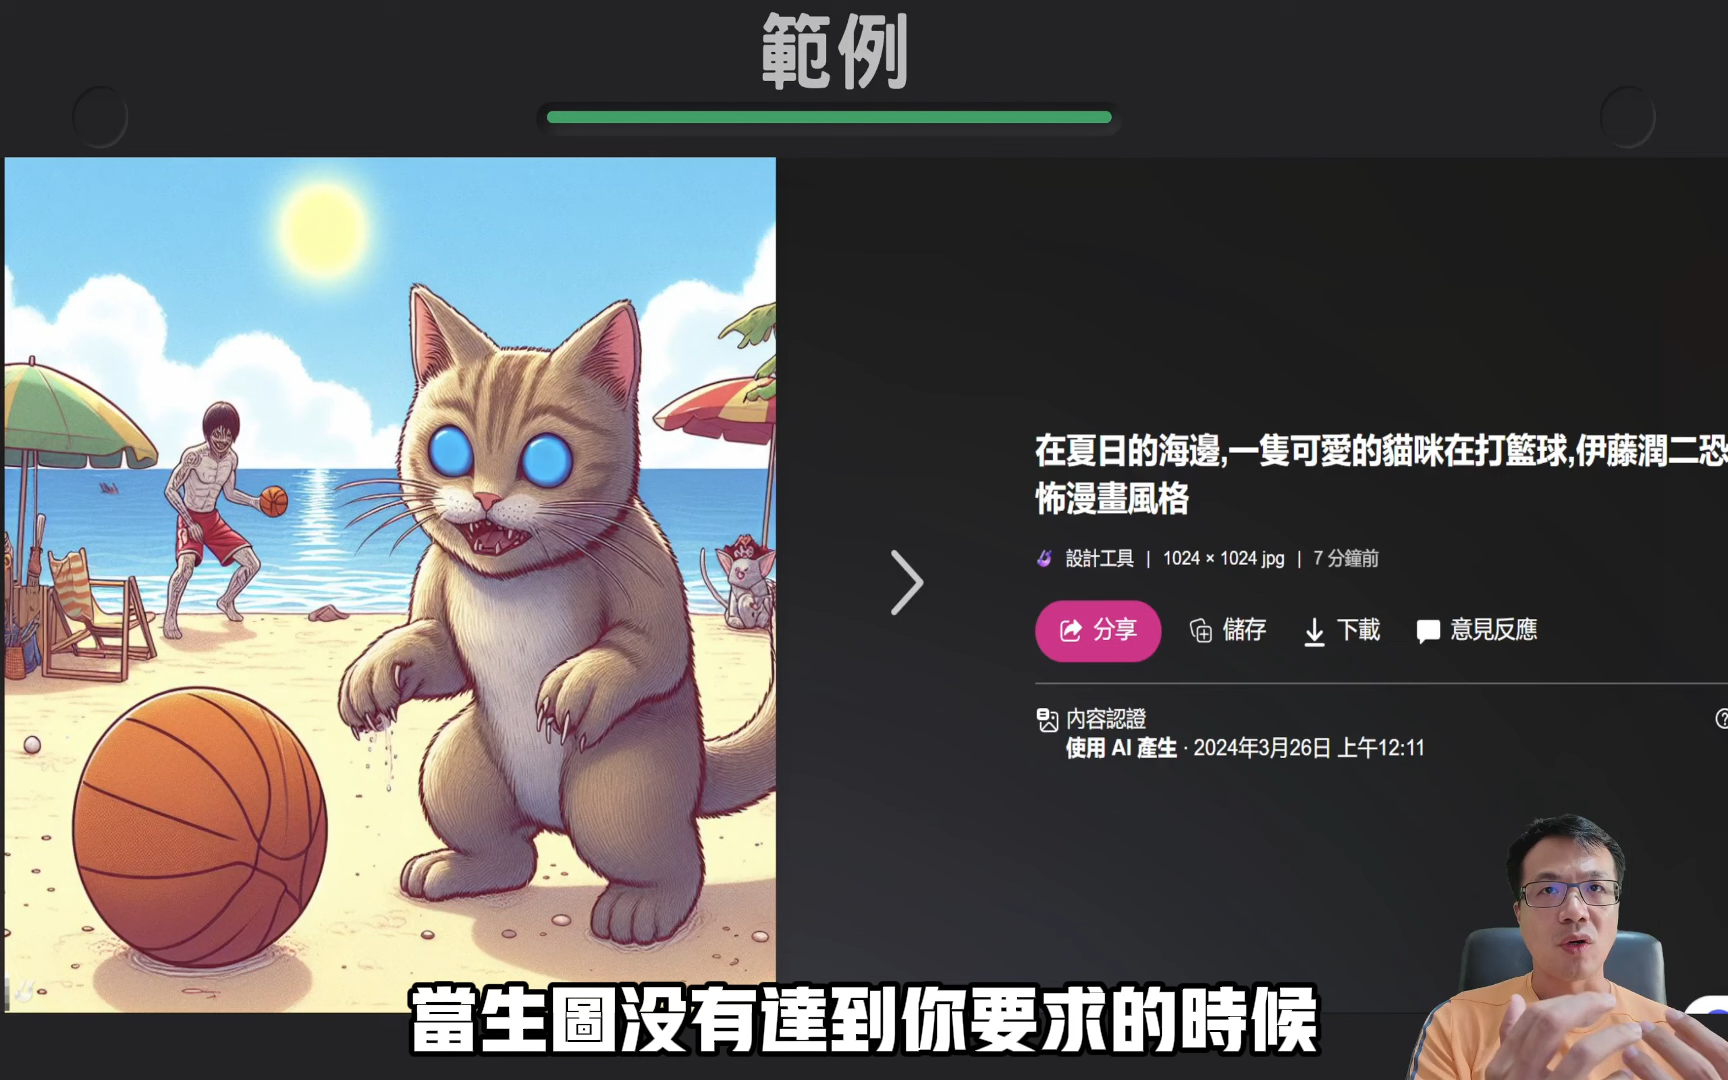 範例
在夏日的海邊,一隻可愛的貓咪在打籃球,伊藤潤二恐
怖漫畫風格
設計工具 | 1024 × 1024 jpg | 7 分鐘前
分享 儲存 下載 意見反應
內容認證
使用 AI 產生 · 2024年3月26日 上午12:11
當生圖没有達到你要求的時候